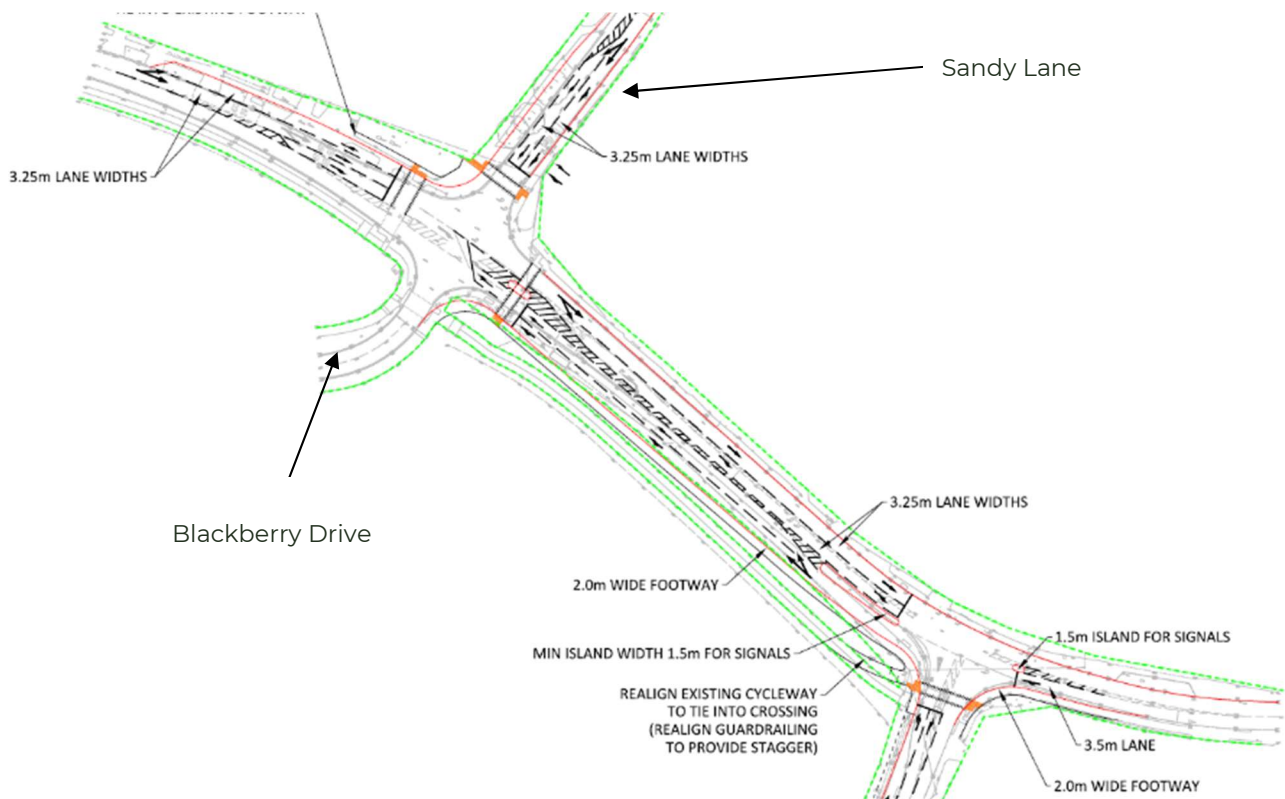 Sandy Lane
3.25m LANE WIDTHS
3.25m LANE WIDTHS
3.25m LANE WIDTHS
Blackberry Drive
2.0m WIDE FOOTWAY
MIN ISLAND WIDTH 1.5m FOR SIGNALS
1.5m ISLAND FOR SIGNALS
REALIGN EXISTING CYCLEWAY
TO TIE INTO CROSSING
(REALIGN GUARDRAILING
TO PROVIDE STAGGER)
3.5m LANE
2.0m WIDE FOOTWAY